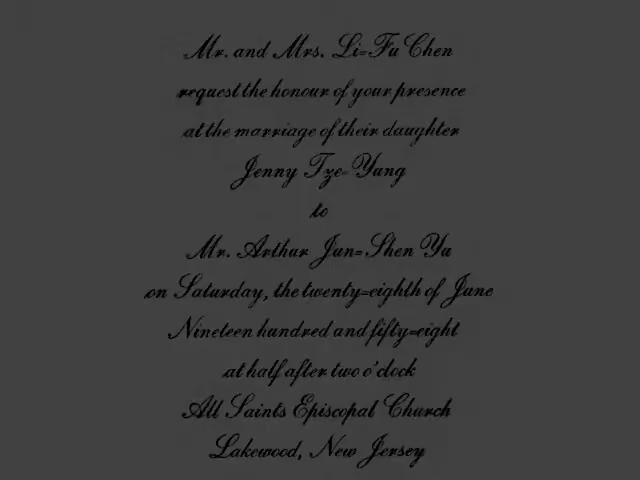 Mr. and Mrs. Li=Fu Chen
request the honour of your presence
at the marriage of their daughter
Jenny Tze=Yung
to
Mr. Arthur Jun=Shen Yu
on Saturday, the twenty=eighth of June
Nineteen hundred and fifty=eight
at half after two o'clock
All Saints Episcopal Church
Lakewood, New Jersey